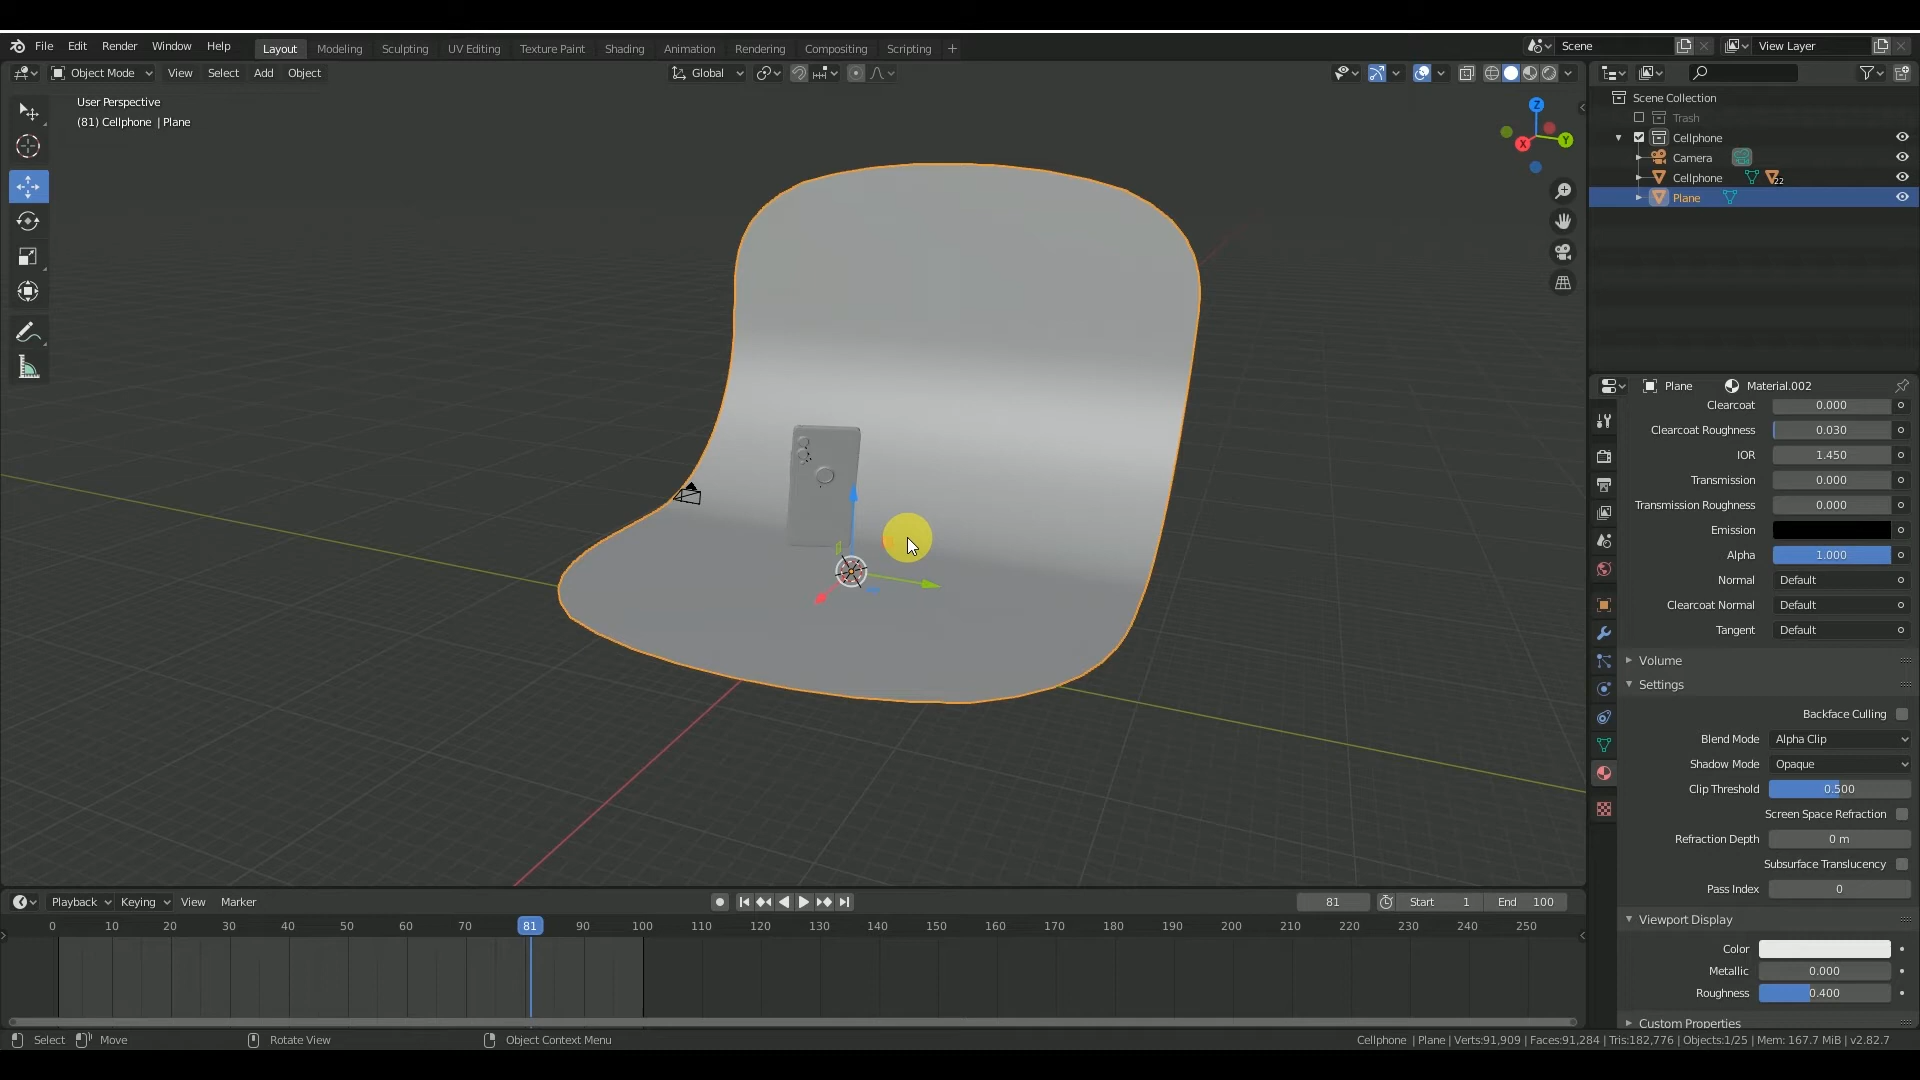 File Edit Render Window Help Layout Modeling Sculpting UV Editing Texture Paint Shading Animation Rendering Compositing Scripting + Scene View Layer
Object Mode View Select Add Object Global
User Perspective
(81) Cellphone | Plane
Z
Y
X
Scene Collection
Trash
Cellphone
Camera
Cellphone 22
Plane
Plane Material.002
Clearcoat 0.000
Clearcoat Roughness 0.030
IOR 1.450
Transmission 0.000
Transmission Roughness 0.000
Emission
Alpha 1.000
Normal Default
Clearcoat Normal Default
Tangent Default
Volume
Settings
Backface Culling
Blend Mode Alpha Clip
Shadow Mode Opaque
Clip Threshold 0.500
Screen Space Refraction
Refraction Depth 0 m
Subsurface Translucency
Pass Index 0
Viewport Display
Color
Metallic 0.000
Roughness 0.400
Custom Properties
Playback Keying View Marker 81 Start 1 End 100
0 10 20 30 40 50 60 70 81 90 100 110 120 130 140 150 160 170 180 190 200 210 220 230 240 250
Select Move Rotate View Object Context Menu Cellphone | Plane | Verts:91,909 | Faces:91,284 | Tris:182,776 | Objects:1/25 | Mem: 167.7 MiB | v2.82.7